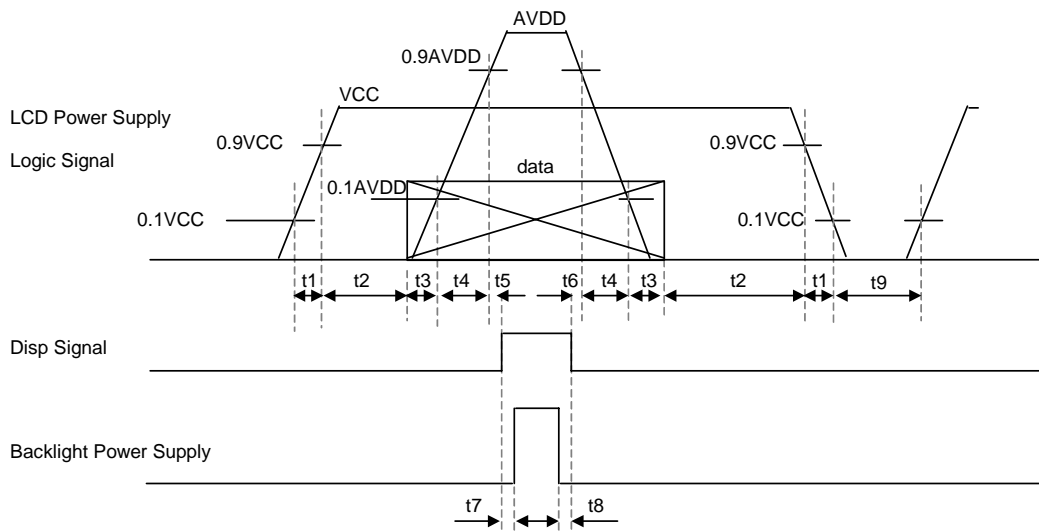 AVDD
0.9AVDD
VCC
LCD Power Supply
0.9VCC
0.9VCC
Logic Signal
data
0.1AVDD
0.1VCC
0.1VCC
t1 t2 t3 t4 t5 t6 t4 t3 t2 t1 t9
Disp Signal
Backlight Power Supply
t7 t8